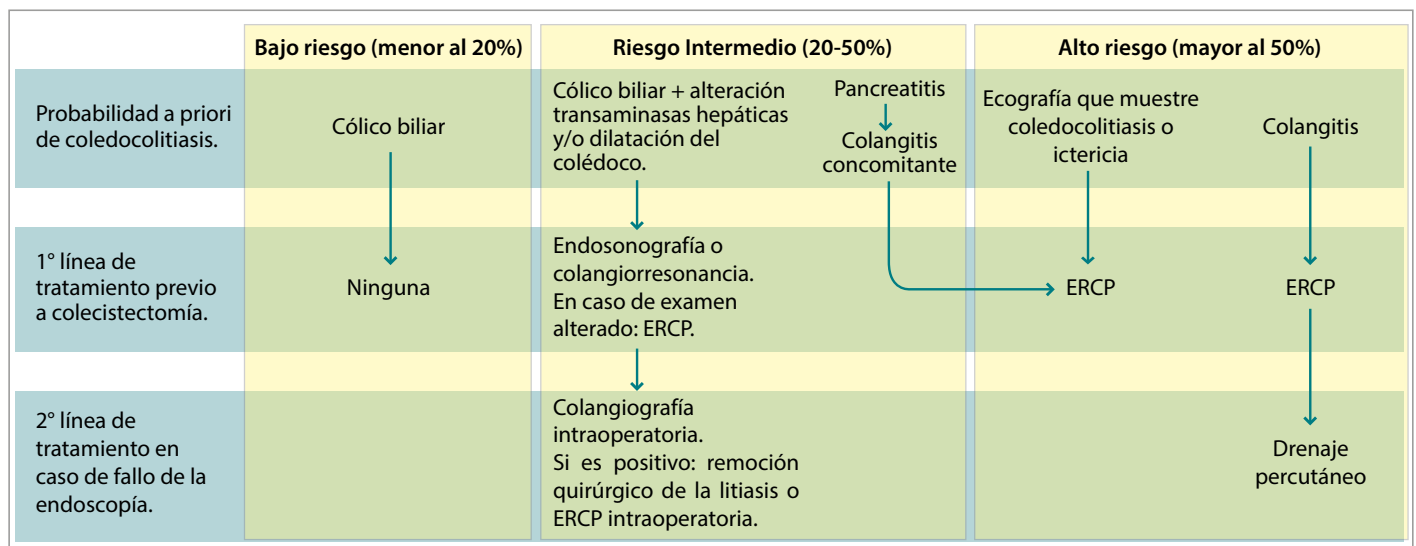 Bajo riesgo (menor al 20%)
Riesgo Intermedio (20-50%)
Alto riesgo (mayor al 50%)
Probabilidad a priori
de coledocolitiasis.
Cólico biliar
Cólico biliar + alteración
transaminasas hepáticas
y/o dilatación del
colédoco.
Pancreatitis
Colangitis
concomitante
Ecografía que muestre
coledocolitiasis o
ictericia
Colangitis
1° línea de
tratamiento previo
a colecistectomía.
Ninguna
Endosonografía o
colangiorresonancia.
En caso de examen
alterado: ERCP.
ERCP
ERCP
2° línea de
tratamiento en
caso de fallo de la
endoscopía.
Colangiografía
intraoperatoria.
Si es positivo: remoción
quirúrgico de la litiasis o
ERCP intraoperatoria.
Drenaje
percutáneo